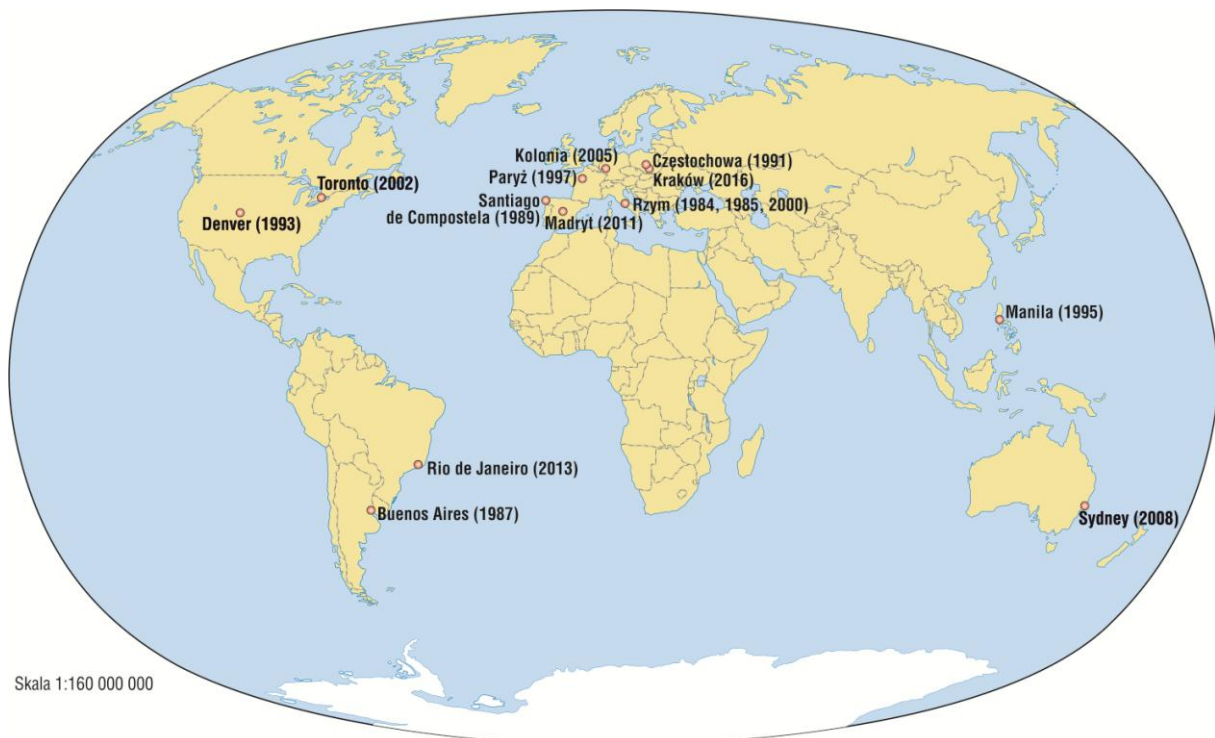 Kolonia (2005)
Częstochowa (1991)
Paryż (1997)
Kraków (2016)
Toronto (2002)
Santiago
de Compostela (1989)
Rzym (1984, 1985, 2000)
Denver (1993)
Madryt (2011)
Manila (1995)
Rio de Janeiro (2013)
Buenos Aires (1987)
Sydney (2008)
Skala 1:160 000 000